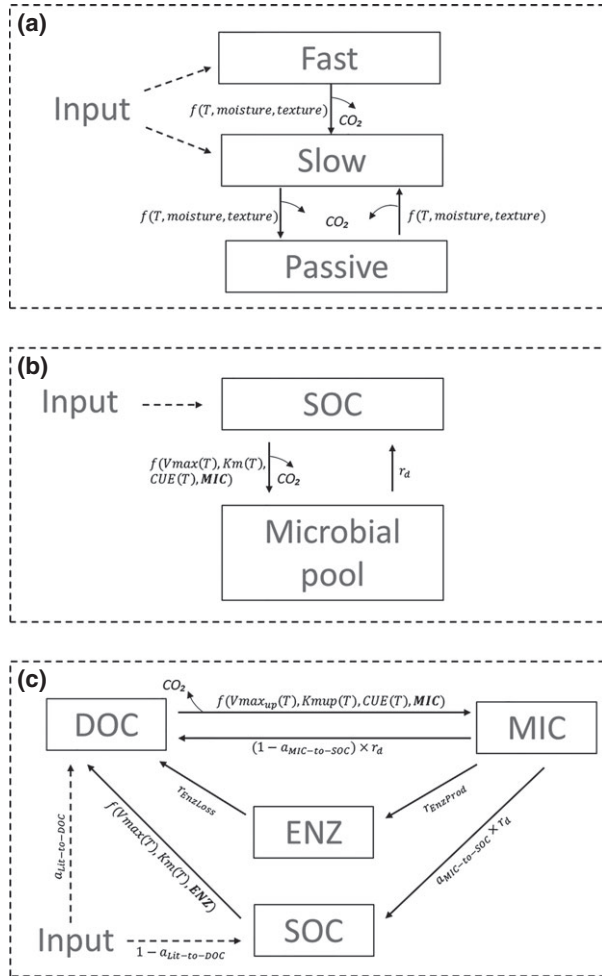 (a)
Fast
Input
f(T, moisture, texture)
CO₂
Slow
f(T, moisture, texture)
CO₂
f(T, moisture, texture)
Passive
(b)
Input
SOC
f(Vmax(T), Km(T),
CUE(T), MIC)
CO₂
r_d
Microbial
pool
(c)
CO₂
f(Vmax_up(T), Kmup(T), CUE(T), MIC)
DOC
MIC
(1 − a_MIC−to−SOC) × r_d
r_EnzLoss
r_EnzProd
ENZ
a_Lit−to−DOC
f(Vmax(T), Km(T), ENZ)
a_MIC−to−SOC × r_d
Input
SOC
1 − a_Lit−to−DOC